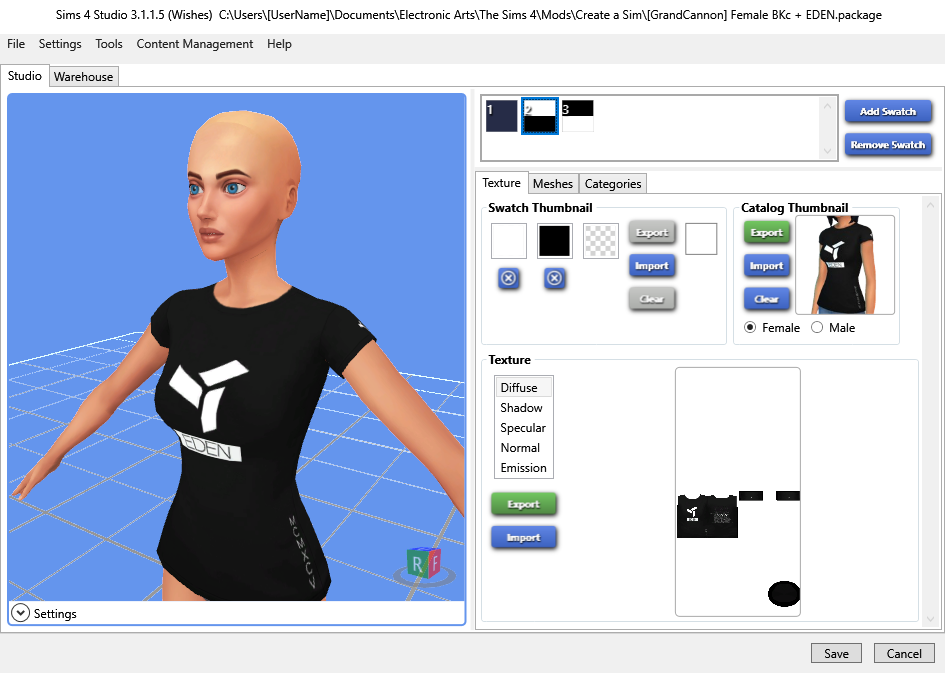 Sims 4 Studio 3.1.1.5 (Wishes)  C:\Users\[UserName]\Documents\Electronic Arts\The Sims 4\Mods\Create a Sim\[GrandCannon] Female BKc + EDEN.package
File Settings Tools Content Management Help
Studio Warehouse
1 2 3
Add Swatch
Remove Swatch
Texture Meshes Categories
Swatch Thumbnail
Export
Import
Clear
Catalog Thumbnail
Export
Import
Clear
Female Male
Texture
Diffuse
Shadow
Specular
Normal
Emission
Export
Import
EDEN
MCMXCV
R F
Settings
Save Cancel